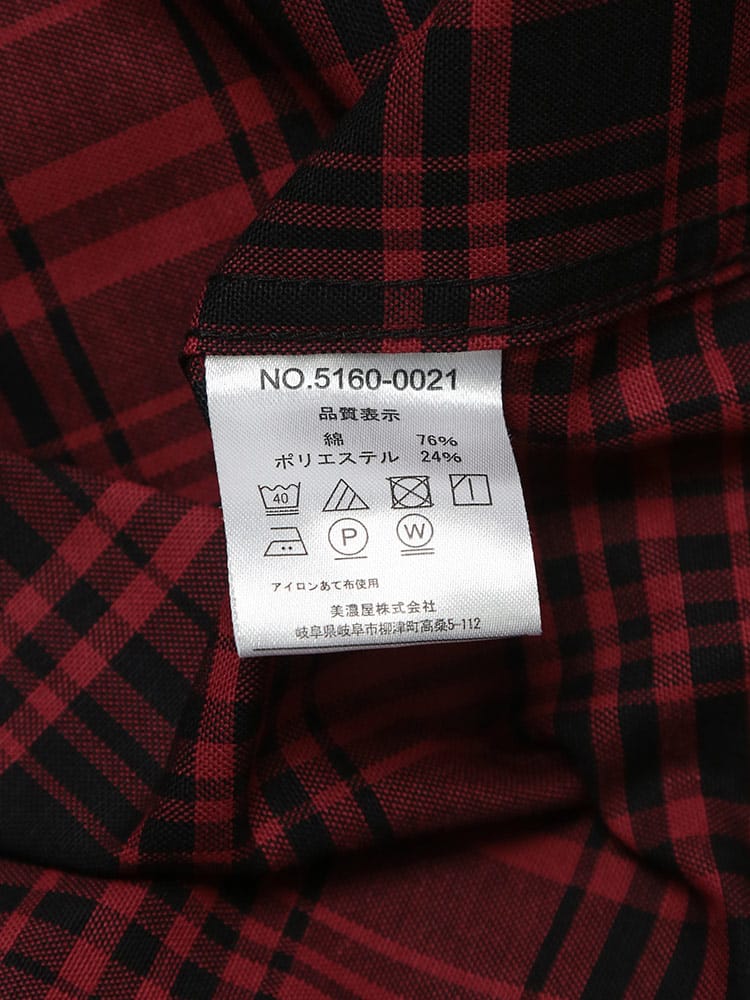 NO.5160-0021
品質表示
綿 76%
ポリエステル 24%
40
P W
アイロンあて布使用
美濃屋株式会社
岐阜県岐阜市柳津町高桑5-112